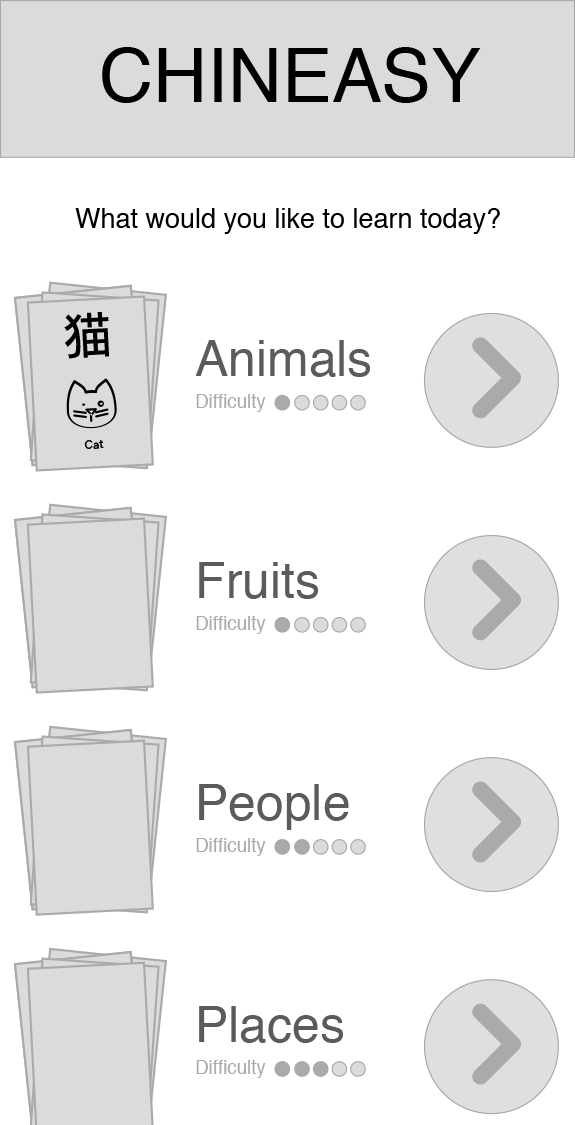 CHINEASY
What would you like to learn today?
猫
Cat
Animals
Difficulty
Fruits
Difficulty
People
Difficulty
Places
Difficulty